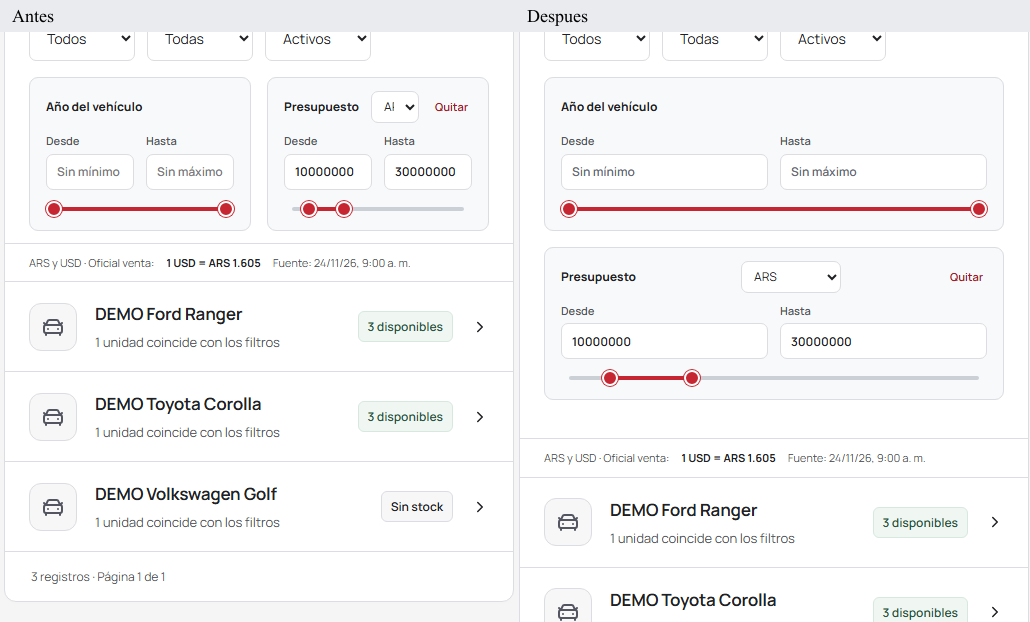 Antes
Todos
Todas
Activos
Año del vehículo
Desde
Hasta
Sin mínimo
Sin máximo
Presupuesto
Quitar
Desde
Hasta
10000000
30000000
ARS y USD · Oficial venta: 1 USD = ARS 1.605 Fuente: 24/11/26, 9:00 a. m.
DEMO Ford Ranger
1 unidad coincide con los filtros
3 disponibles
DEMO Toyota Corolla
1 unidad coincide con los filtros
3 disponibles
DEMO Volkswagen Golf
1 unidad coincide con los filtros
Sin stock
3 registros · Página 1 de 1
Despues
Todos
Todas
Activos
Año del vehículo
Desde
Hasta
Sin mínimo
Sin máximo
Presupuesto
ARS
Quitar
Desde
Hasta
10000000
30000000
ARS y USD · Oficial venta: 1 USD = ARS 1.605 Fuente: 24/11/26, 9:00 a. m.
DEMO Ford Ranger
1 unidad coincide con los filtros
3 disponibles
DEMO Toyota Corolla
3 disponibles